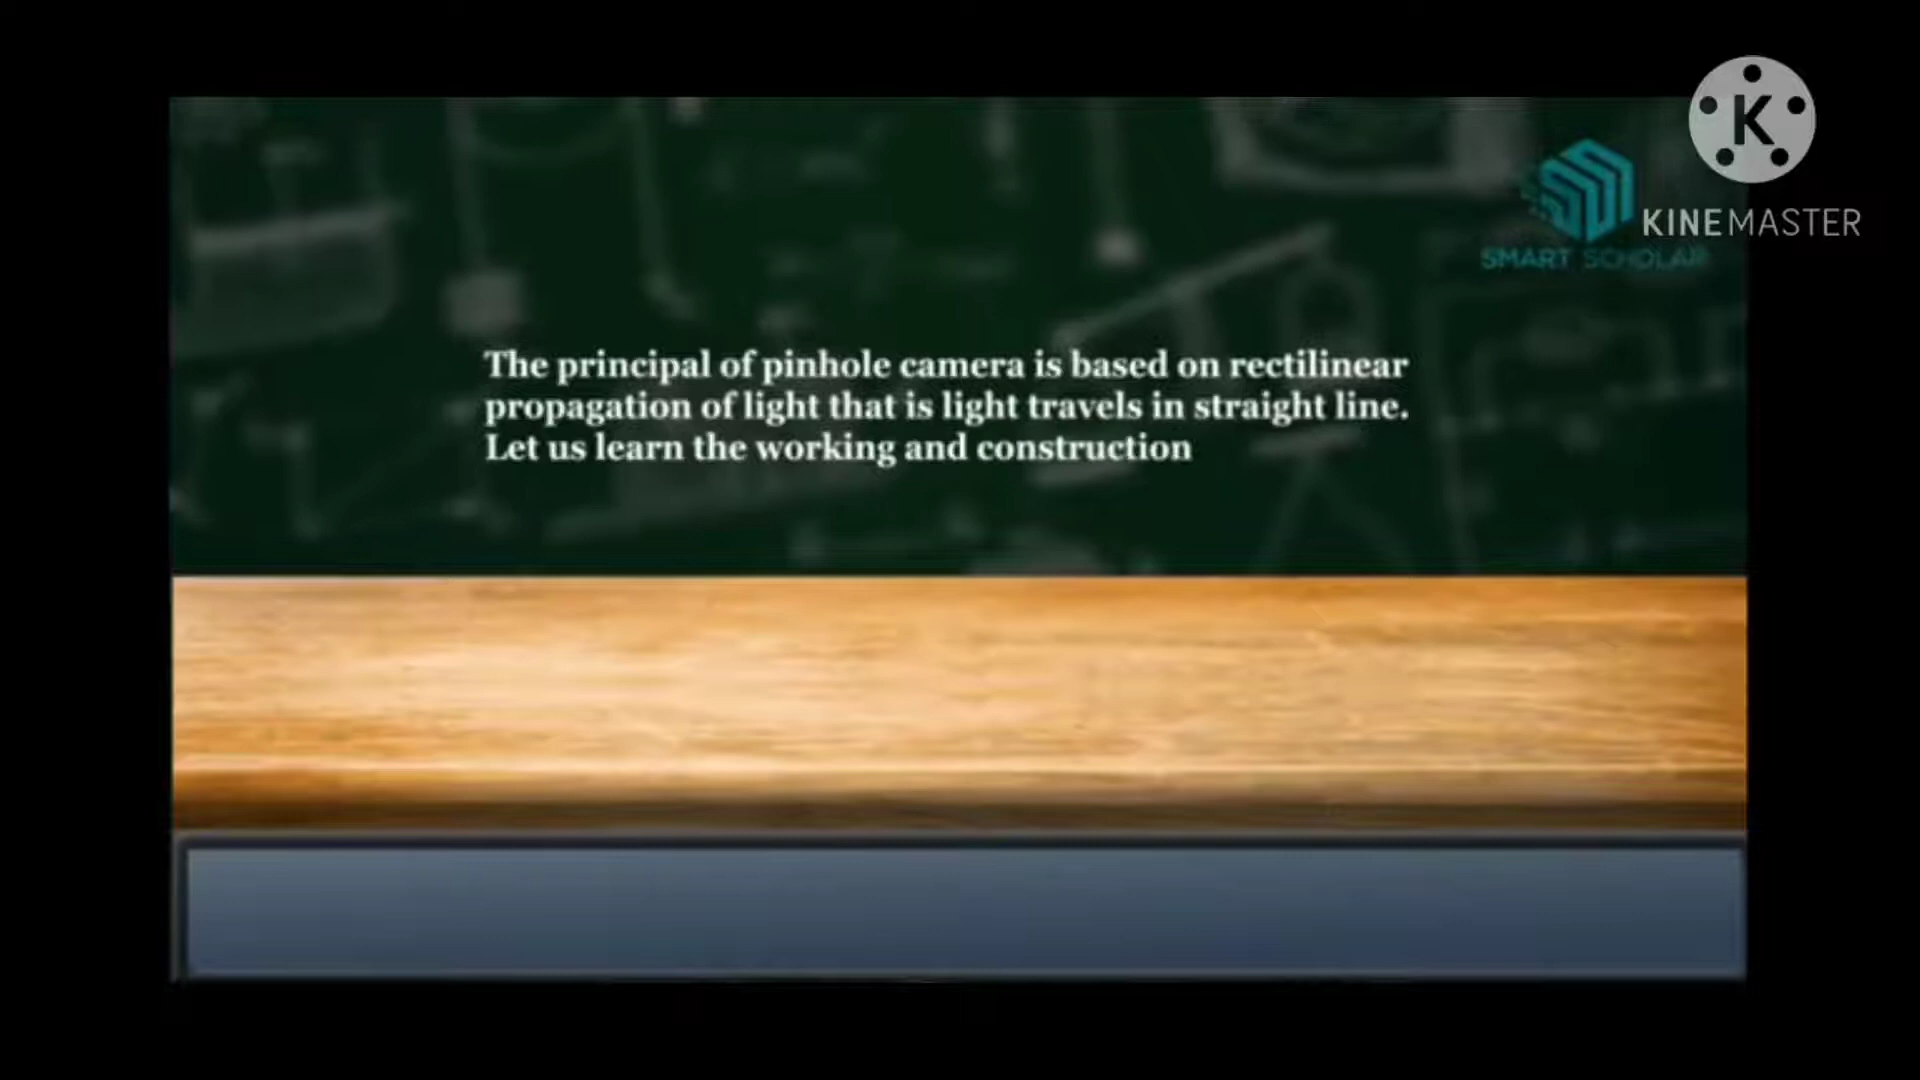 K
KINEMASTER
SMART SCHOLAR
The principal of pinhole camera is based on rectilinear
propagation of light that is light travels in straight line.
Let us learn the working and construction